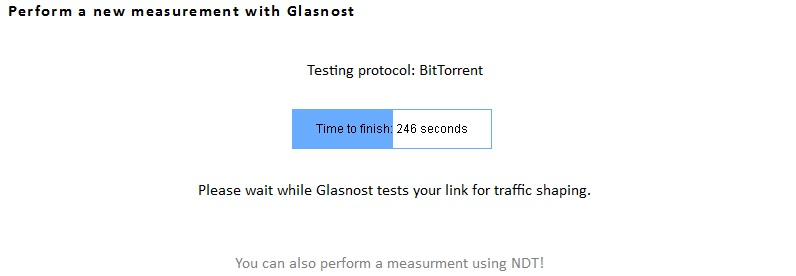 Perform a new measurement with Glasnost
Testing protocol: BitTorrent
Time to finish: 246 seconds
Please wait while Glasnost tests your link for traffic shaping.
You can also perform a measurment using NDT!